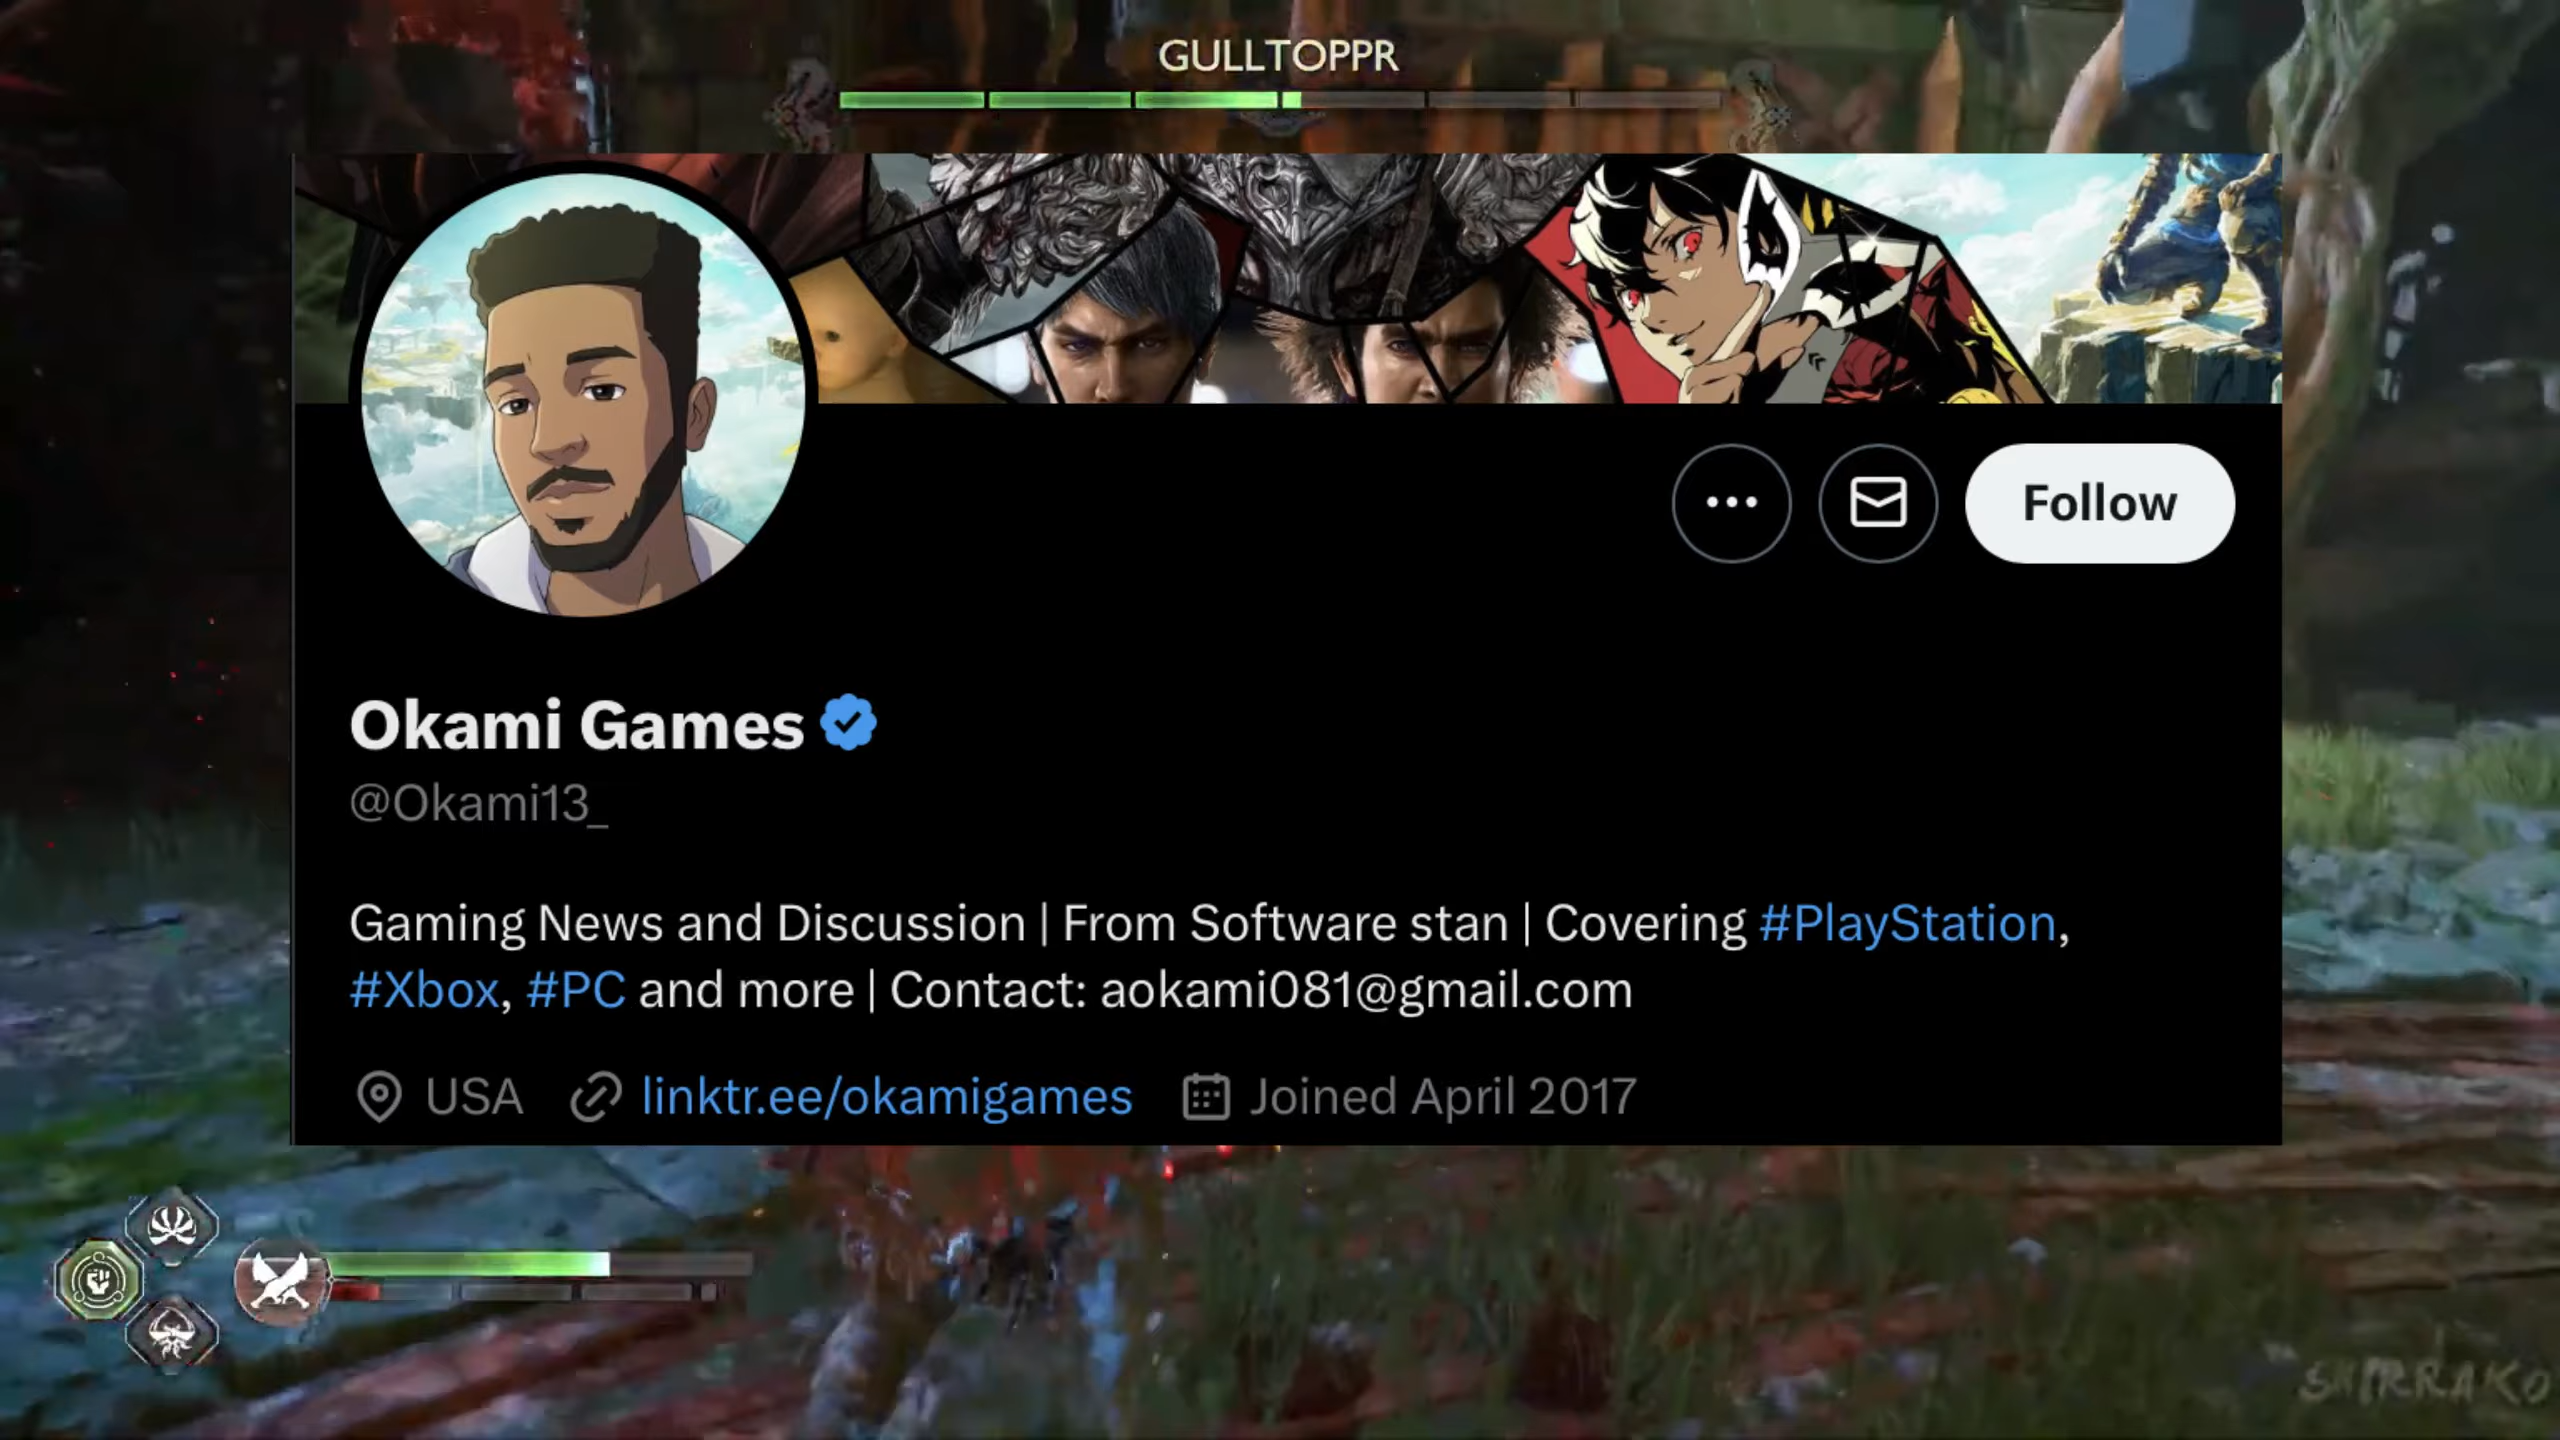 GULLTOPPR
Follow
Okami Games
@Okami13_
Gaming News and Discussion | From Software stan | Covering #PlayStation,
#Xbox, #PC and more | Contact: aokami081@gmail.com
USA linktr.ee/okamigames Joined April 2017
SHIRRAKO